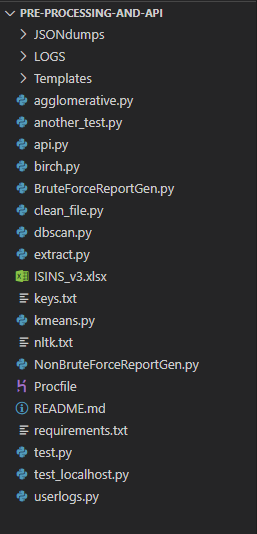 PRE-PROCESSING-AND-API
JSONdumps
LOGS
Templates
agglomerative.py
another_test.py
api.py
birch.py
BruteForceReportGen.py
clean_file.py
dbscan.py
extract.py
ISINS_v3.xlsx
keys.txt
kmeans.py
nltk.txt
NonBruteForceReportGen.py
Procfile
README.md
requirements.txt
test.py
test_localhost.py
userlogs.py